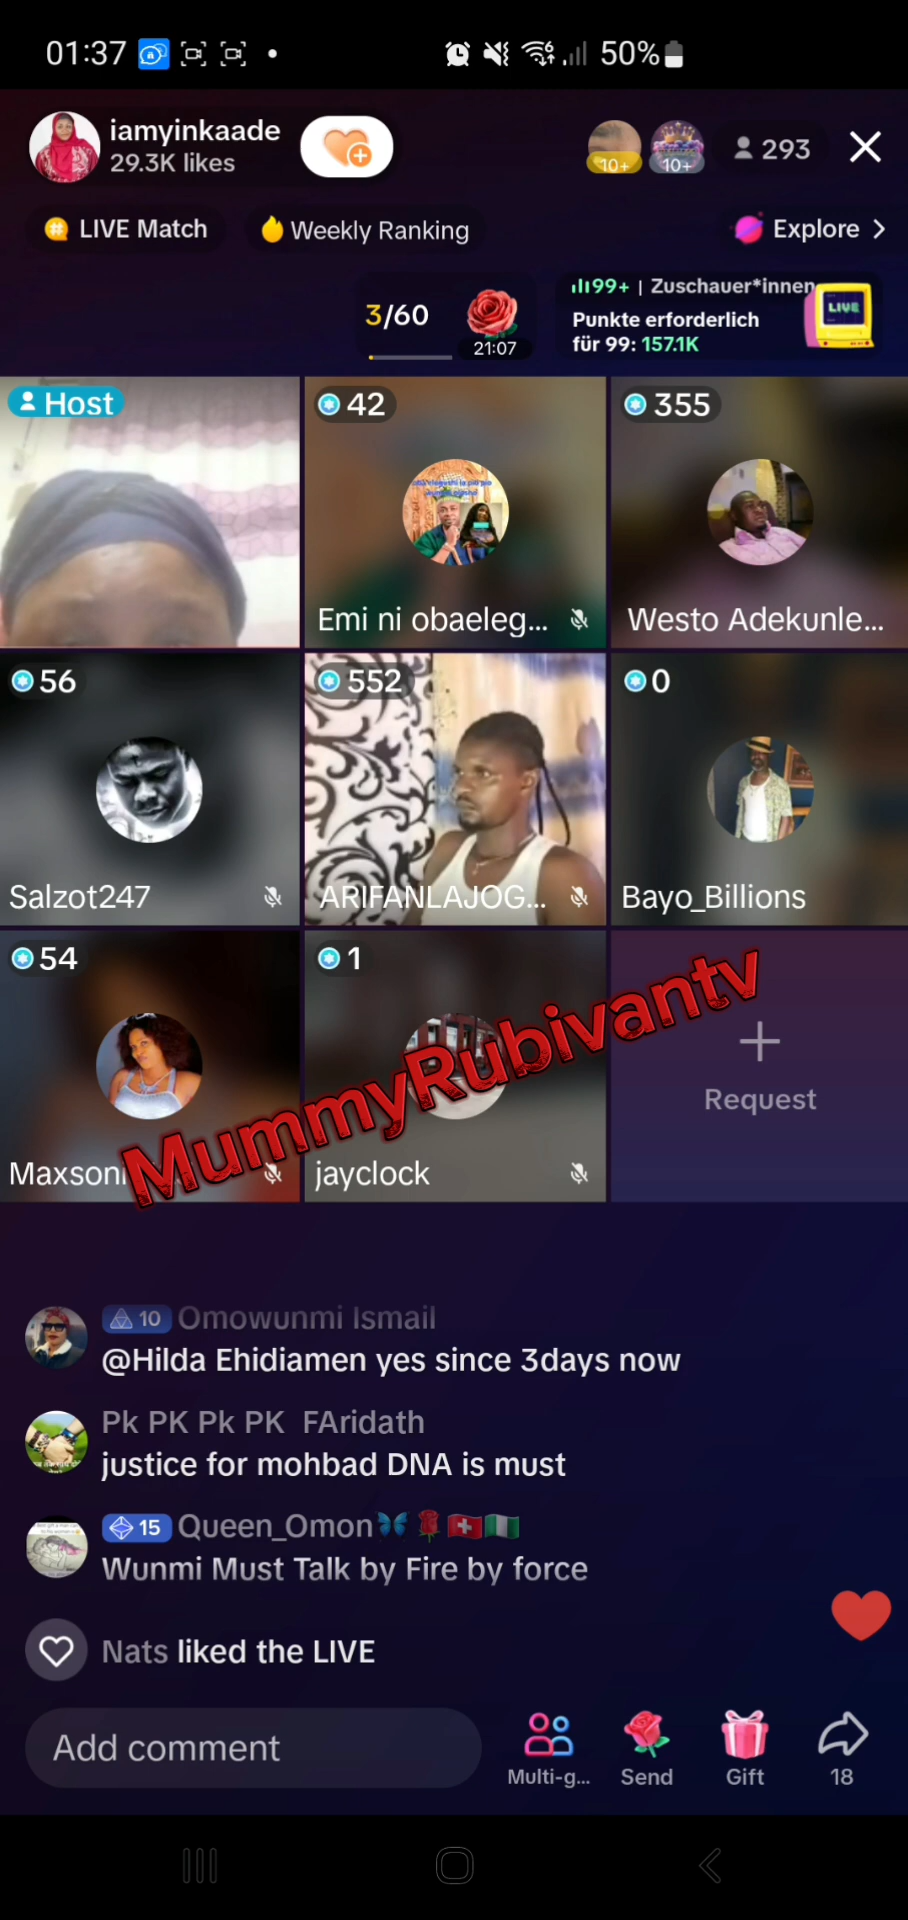 01:37
50%
iamyinkaade
29.3K likes
10+
10+
293
LIVE Match
Weekly Ranking
Explore
3/60
21:07
99+ | Zuschauer*innen
Punkte erforderlich
für 99: 157.1K
LIVE
Host
42
355
Emi ni obaeleg...
Westo Adekunle...
56
552
0
Salzot247
ARIFANLAJOG...
Bayo_Billions
54
1
MummyRubivantv
Request
Maxson
jayclock
10 Omowunmi Ismail
@Hilda Ehidiamen yes since 3days now
Pk PK Pk PK FAridath
justice for mohbad DNA is must
15 Queen_Omon🦋🌹🇨🇭🇳🇬
Wunmi Must Talk by Fire by force
Nats liked the LIVE
Add comment
Multi-g...
Send
Gift
18